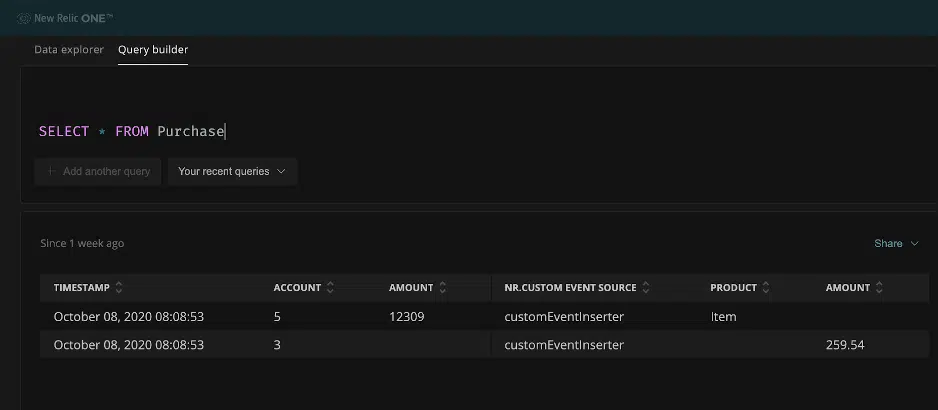 New Relic ONE™
Data explorer Query builder
SELECT * FROM Purchase
+ Add another query Your recent queries
Since 1 week ago Share
TIMESTAMP ACCOUNT AMOUNT NR.CUSTOM EVENT SOURCE PRODUCT AMOUNT
October 08, 2020 08:08:53 5 12309 customEventInserter Item
October 08, 2020 08:08:53 3 customEventInserter 259.54